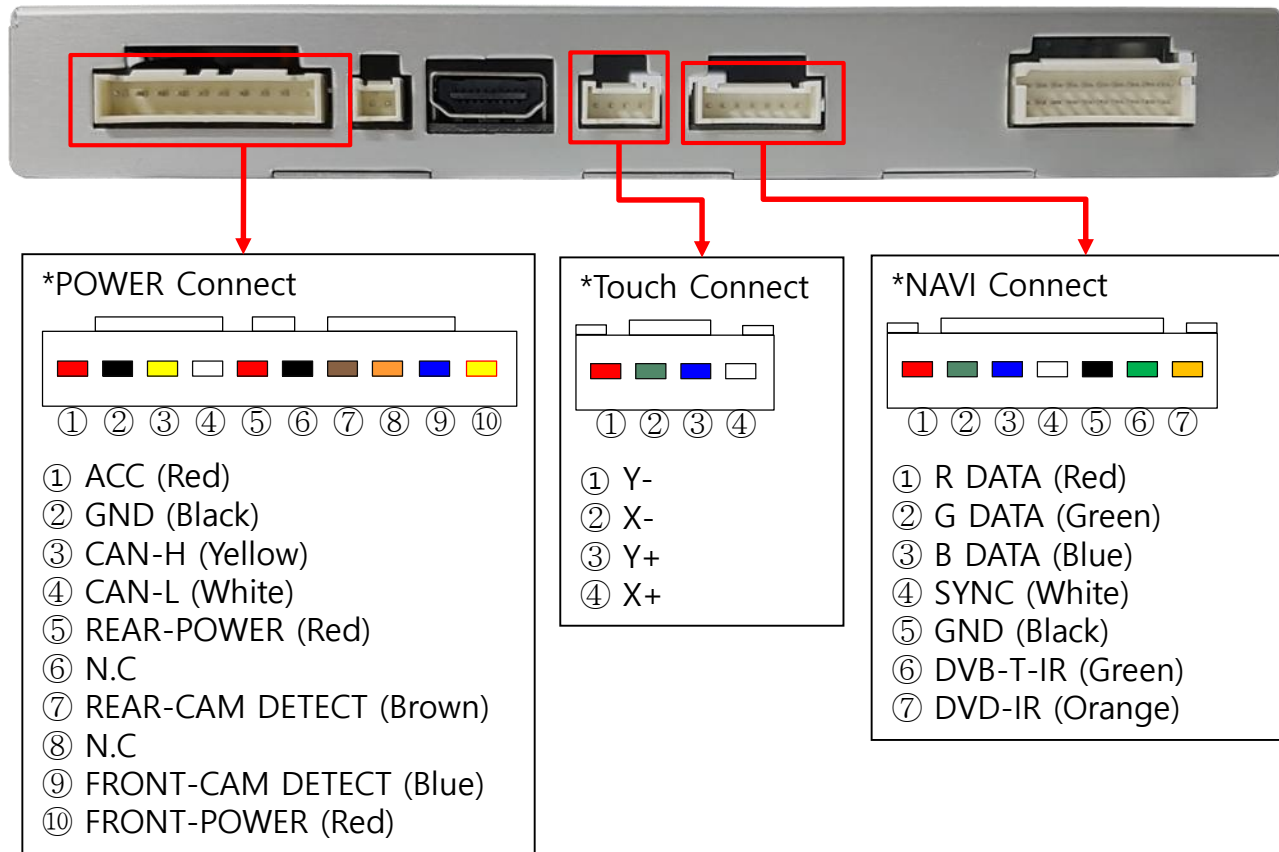 *POWER Connect
① ② ③ ④ ⑤ ⑥ ⑦ ⑧ ⑨ ⑩
① ACC (Red)
② GND (Black)
③ CAN-H (Yellow)
④ CAN-L (White)
⑤ REAR-POWER (Red)
⑥ N.C
⑦ REAR-CAM DETECT (Brown)
⑧ N.C
⑨ FRONT-CAM DETECT (Blue)
⑩ FRONT-POWER (Red)
*Touch Connect
① ② ③ ④
① Y-
② X-
③ Y+
④ X+
*NAVI Connect
① ② ③ ④ ⑤ ⑥ ⑦
① R DATA (Red)
② G DATA (Green)
③ B DATA (Blue)
④ SYNC (White)
⑤ GND (Black)
⑥ DVB-T-IR (Green)
⑦ DVD-IR (Orange)